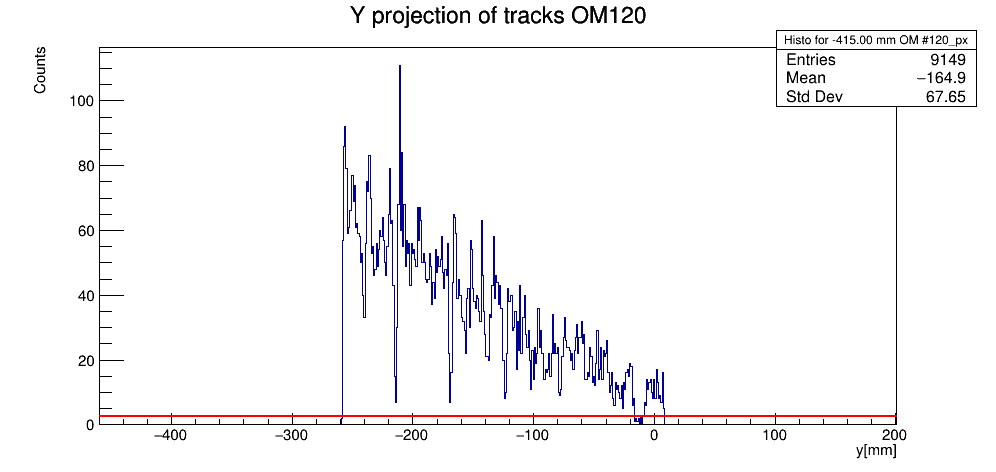 Y projection of tracks OM120
Histo for -415.00 mm OM #120_px
Entries 9149
Mean −164.9
Std Dev 67.65
Counts
100
80
60
40
20
0
−400 −300 −200 −100 0 100 200
y[mm]